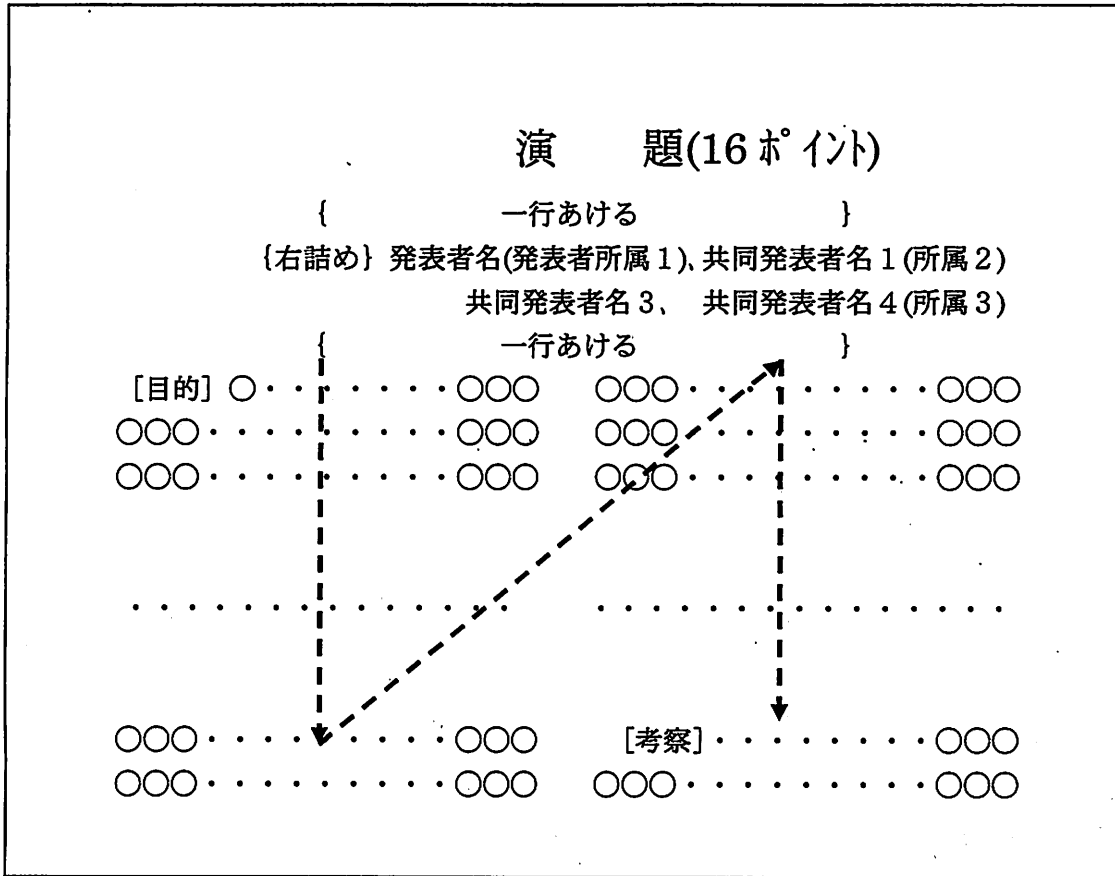 演　　題(16ポイント)
{　　　　一行あける　　　　}
{右詰め} 発表者名(発表者所属1)、共同発表者名1(所属2)
共同発表者名3、　共同発表者名4(所属3)
{　　　　一行あける　　　　}
[目的] ○・・・・・・・・・○○○
○○○・・・・・・・・・○○○
○○○・・・・・・・・・○○○
・・・・・・・・・・・・・・
○○○・・・・・・・・・○○○
○○○・・・・・・・・・○○○
○○○・・・・・・・・・○○○
○○○・・・・・・・・・○○○
○○○・・・・・・・・・○○○
・・・・・・・・・・・・・・・
[考察]・・・・・・・・○○○
○○○・・・・・・・・・○○○